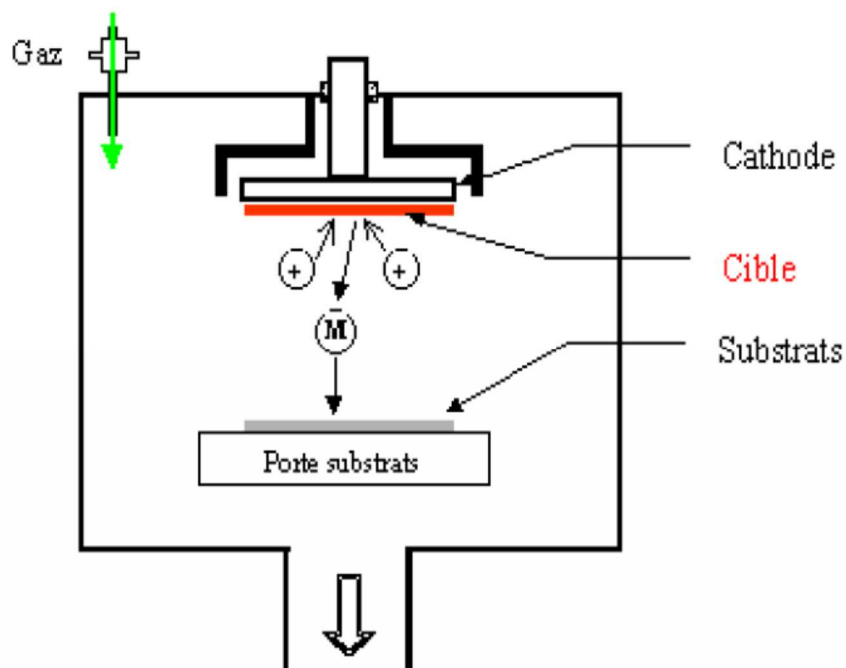 Gaz
Cathode
+
+
Cible
M
Substrats
Porte substrats